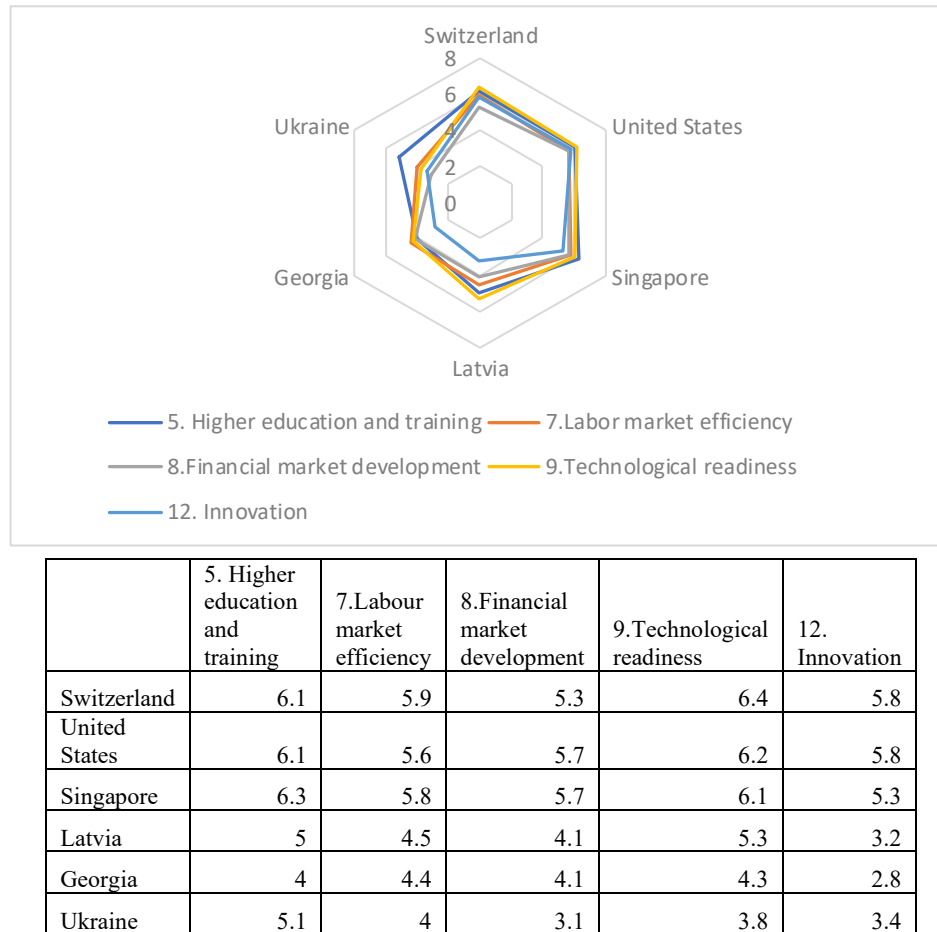 Switzerland
8
6
Ukraine
4
United States
2
0
Georgia
Singapore
Latvia
5. Higher education and training
7.Labor market efficiency
8.Financial market development
9.Technological readiness
12. Innovation
5. Higher
education
and
training
7.Labour
market
efficiency
8.Financial
market
development
9.Technological
readiness
12.
Innovation
Switzerland 6.1 5.9 5.3 6.4 5.8
United
States 6.1 5.6 5.7 6.2 5.8
Singapore 6.3 5.8 5.7 6.1 5.3
Latvia 5 4.5 4.1 5.3 3.2
Georgia 4 4.4 4.1 4.3 2.8
Ukraine 5.1 4 3.1 3.8 3.4